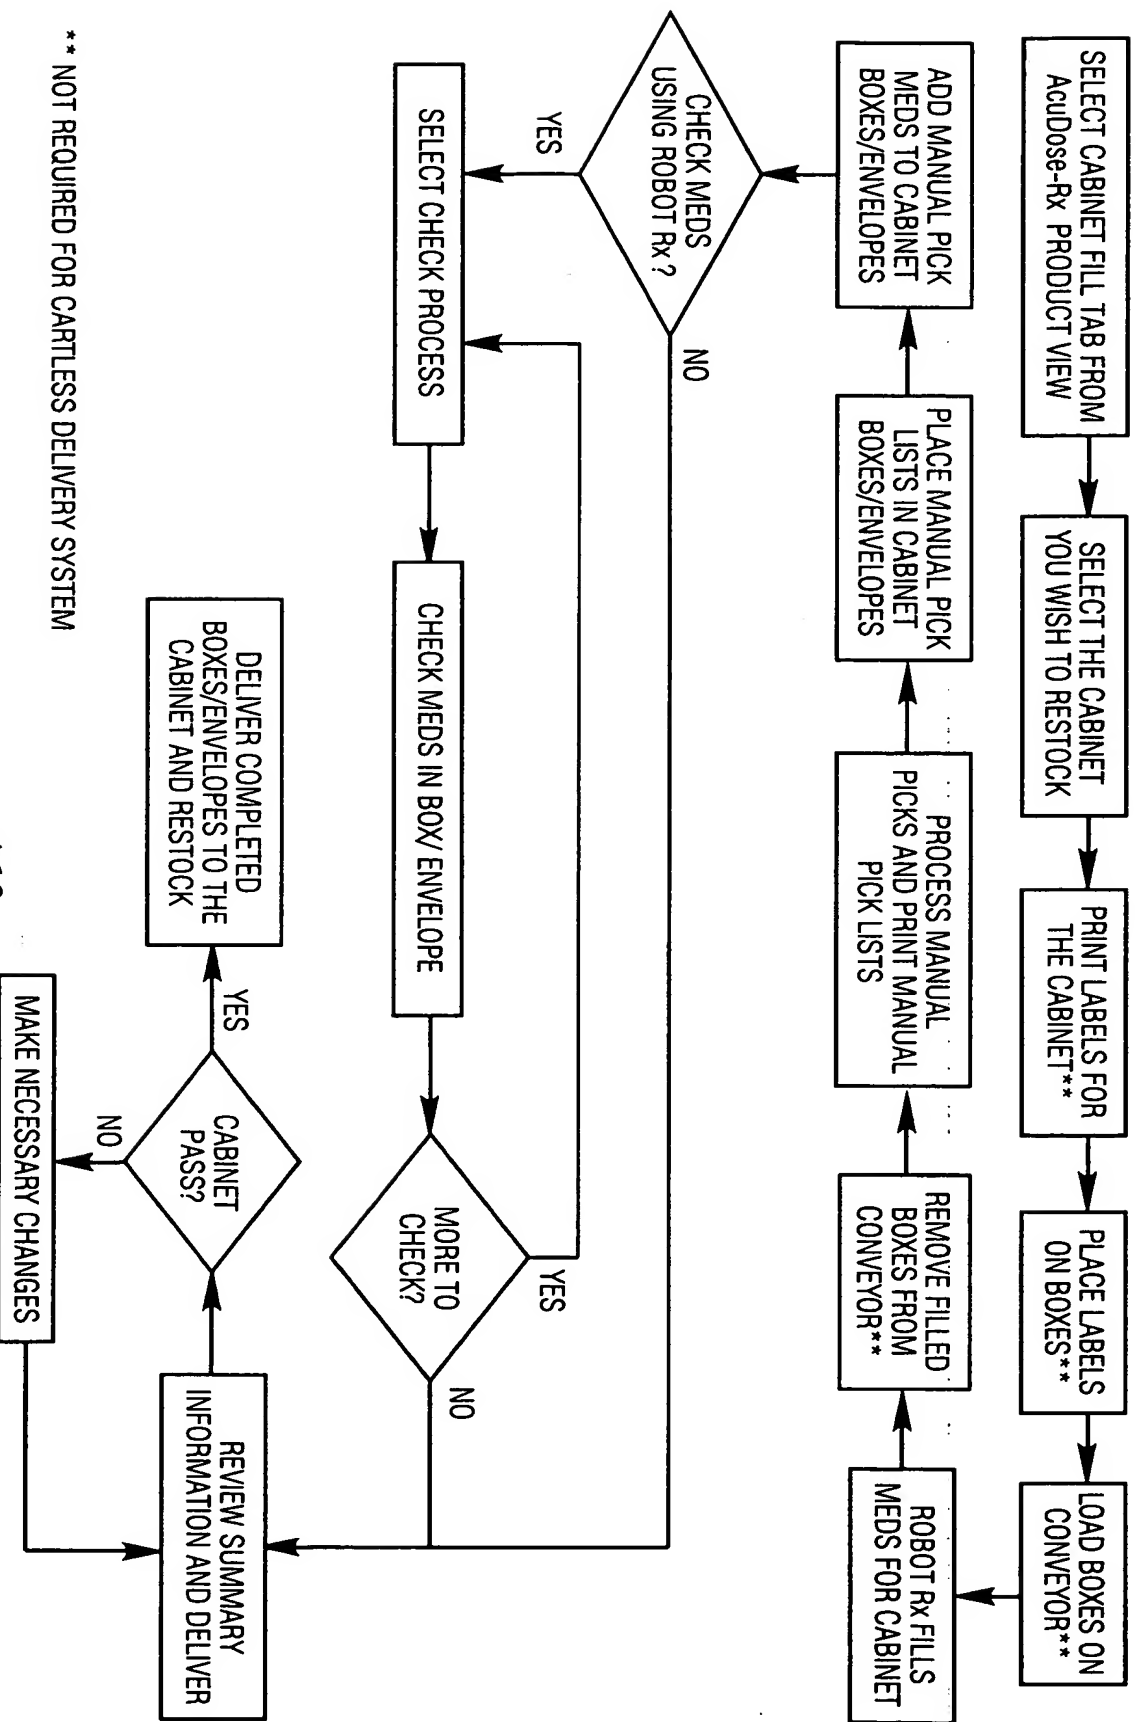 SELECT CABINET FILL TAB FROM
AcuDose-Rx PRODUCT VIEW
SELECT THE CABINET
YOU WISH TO RESTOCK
PRINT LABELS FOR
THE CABINET**
PLACE LABELS
ON BOXES**
LOAD BOXES ON
CONVEYOR**
ROBOT Rx FILLS
MEDS FOR CABINET
REMOVE FILLED
BOXES FROM
CONVEYOR**
PROCESS MANUAL
PICKS AND PRINT MANUAL
PICK LISTS
PLACE MANUAL PICK
LISTS IN CABINET
BOXES/ENVELOPES
ADD MANUAL PICK
MEDS TO CABINET
BOXES/ENVELOPES
CHECK MEDS
USING ROBOT Rx?
NO
YES
SELECT CHECK PROCESS
CHECK MEDS IN BOX/ ENVELOPE
MORE TO
CHECK?
YES
NO
REVIEW SUMMARY
INFORMATION AND DELIVER
CABINET
PASS?
YES
NO
DELIVER COMPLETED
BOXES/ENVELOPES TO THE
CABINET AND RESTOCK
MAKE NECESSARY CHANGES
** NOT REQUIRED FOR CARTLESS DELIVERY SYSTEM